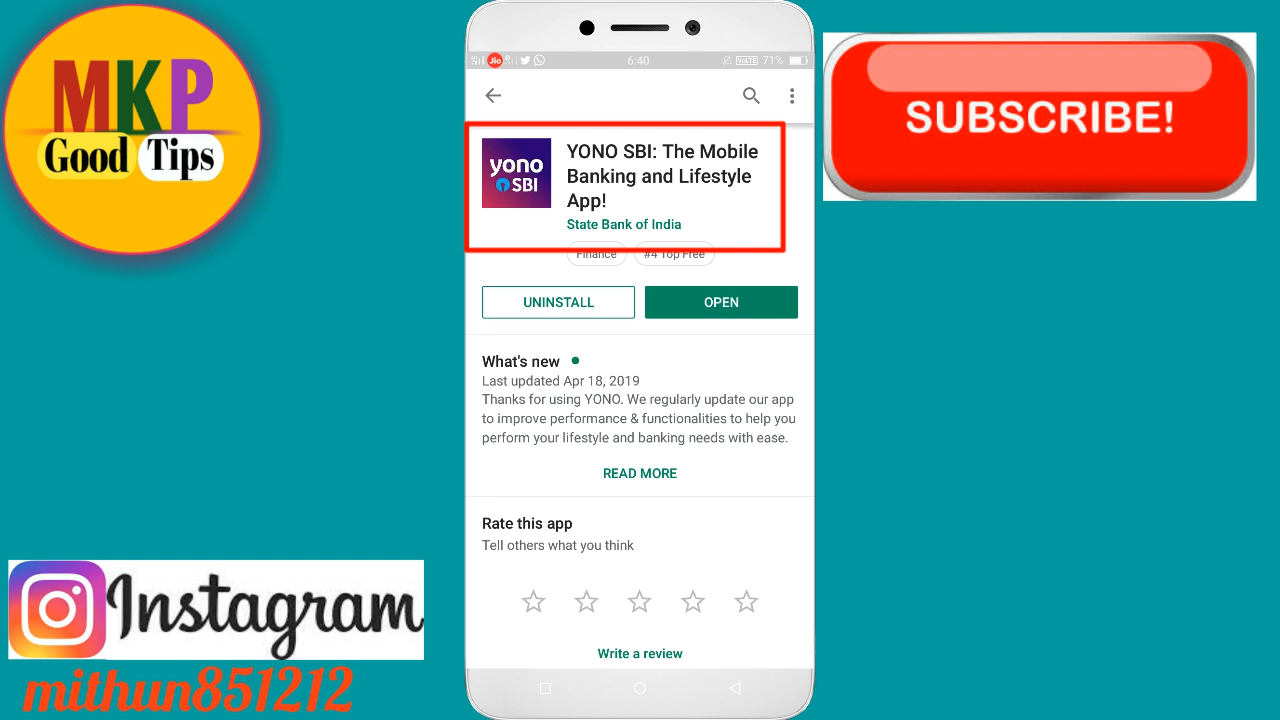 MKP
Good Tips
SUBSCRIBE!
Jio
6:40
VoLTE 71%
yono
SBI
YONO SBI: The Mobile
Banking and Lifestyle
App!
State Bank of India
Finance
#4 Top Free
UNINSTALL
OPEN
What's new
Last updated Apr 18, 2019
Thanks for using YONO. We regularly update our app
to improve performance & functionalities to help you
perform your lifestyle and banking needs with ease.
READ MORE
Rate this app
Tell others what you think
Write a review
Instagram
mithun851212